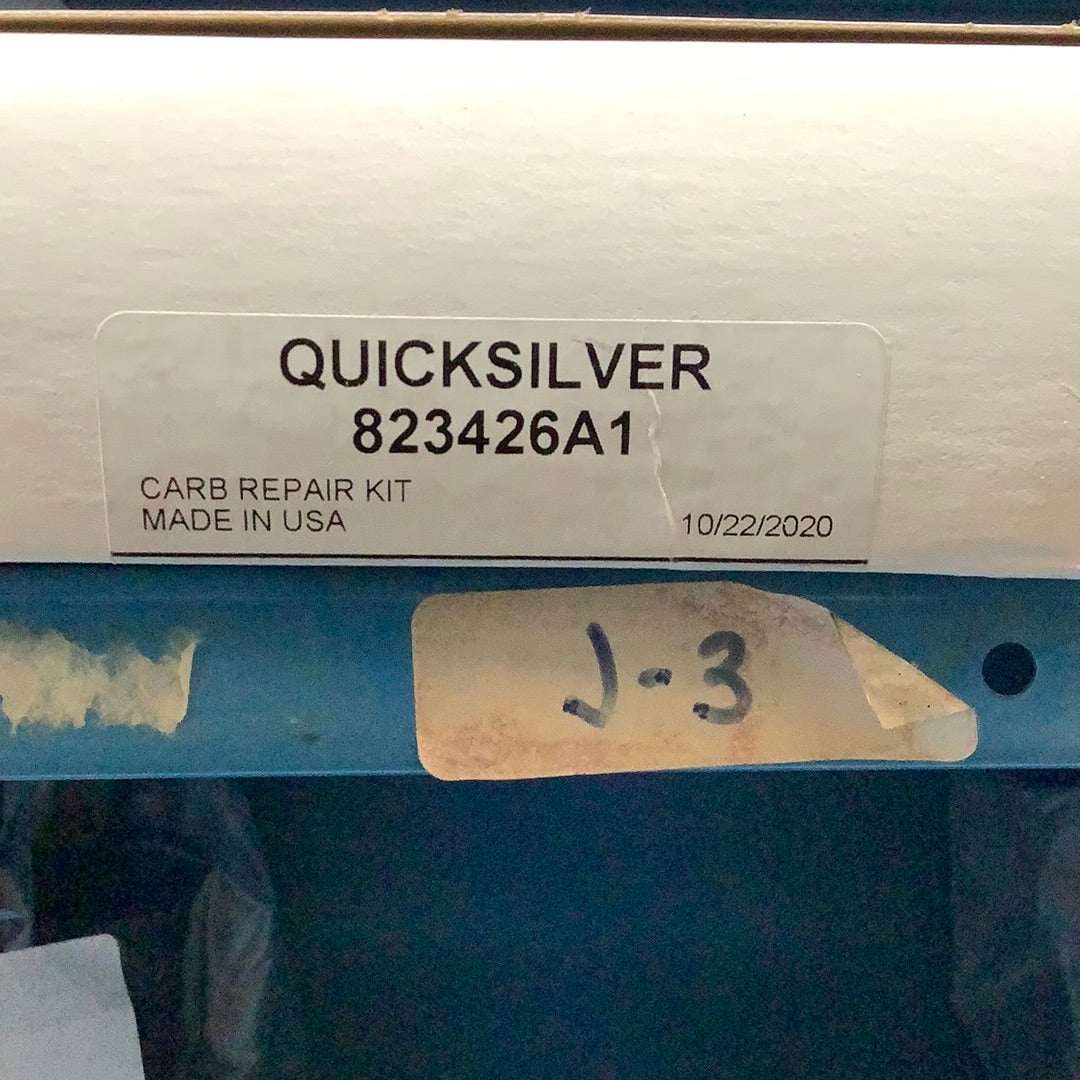 QUICKSILVER
823426A1
CARB REPAIR KIT
MADE IN USA
10/22/2020
J-3